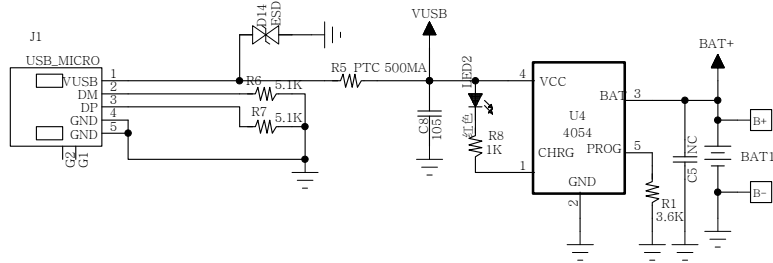 D14
ESD
VUSB
J1
USB_MICRO
VUSB 1
DM 2
DP 3
GND 4
GND 5
G2
G1
R6 5.1K
R7 5.1K
R5 PTC 500MA
C8
105
LED2
红色
R8
1K
4 VCC
U4
4054
BAT 3
CHRG
1
PROG 5
GND
2
BAT+
C5 NC
R1
3.6K
B+
BAT1
B-